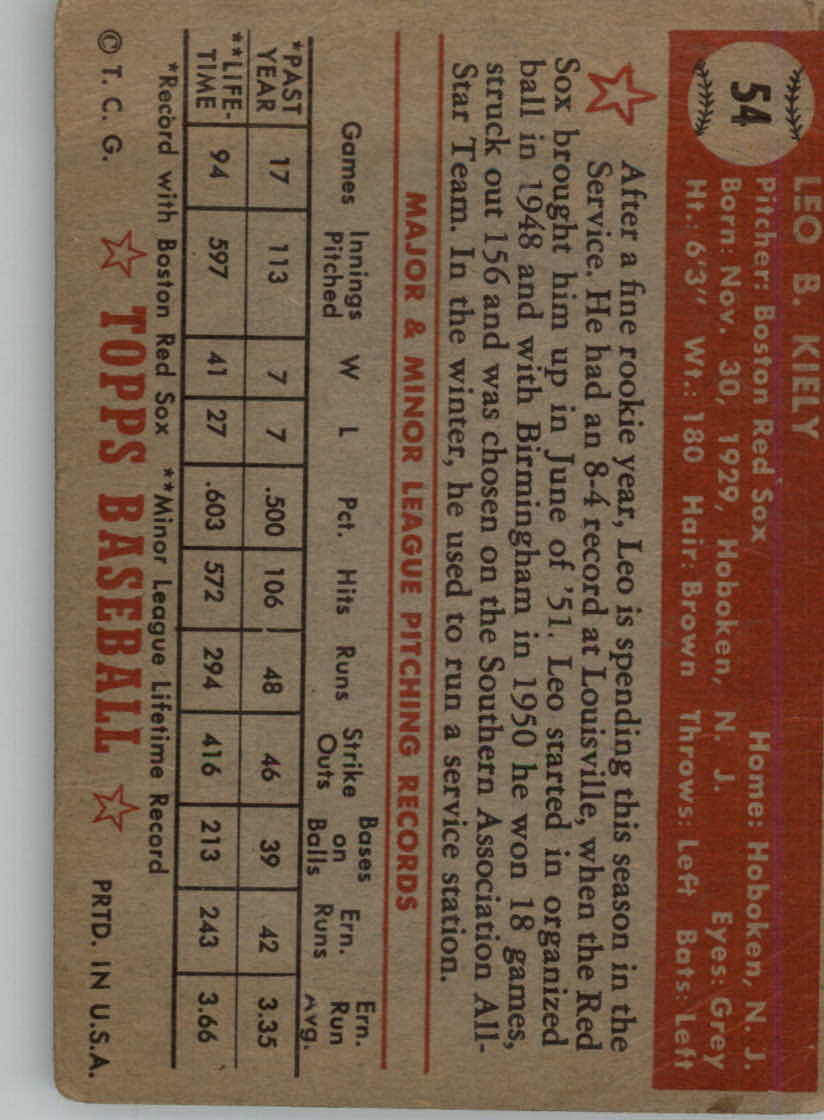 54
LEO B. KIELY
Pitcher: Boston Red Sox Home: Hoboken, N. J.
Born: Nov. 30, 1929, Hoboken, N. J. Eyes: Grey
Ht.: 6'3" Wt.: 180 Hair: Brown Throws: Left Bats: Left
After a fine rookie year, Leo is spending this season in the
Service. He had an 8-4 record at Louisville, when the Red
Sox brought him up in June of '51. Leo started in organized
ball in 1948 and with Birmingham in 1950 he won 18 games,
struck out 156 and was chosen on the Southern Association All-
Star Team. In the winter, he used to run a service station.
MAJOR & MINOR LEAGUE PITCHING RECORDS
Games Innings Pitched W L Pct. Hits Runs Strike Outs Bases on Balls Ern. Runs Ern. Run Avg.
*PAST YEAR 17 113 7 7 .500 106 48 46 39 42 3.35
**LIFE-TIME 94 597 41 27 .603 572 294 416 213 243 3.66
*Record with Boston Red Sox **Minor League Lifetime Record
© T. C. G. TOPPS BASEBALL PRTD. IN U.S.A.